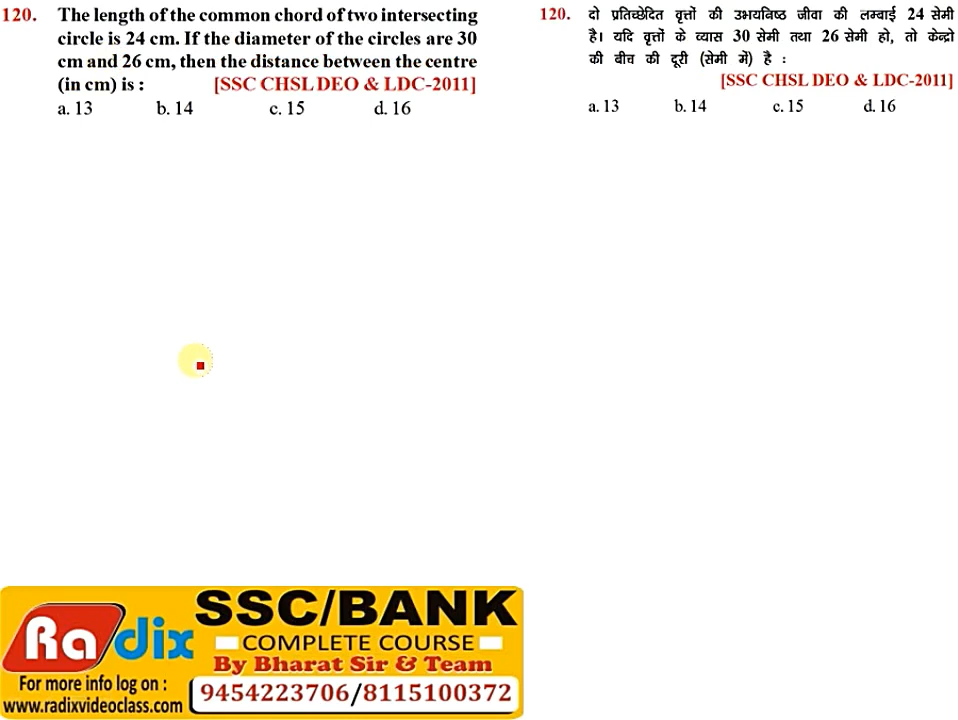 120. The length of the common chord of two intersecting
circle is 24 cm. If the diameter of the circles are 30
cm and 26 cm, then the distance between the centre
(in cm) is : [SSC CHSL DEO & LDC-2011]
a. 13 b. 14 c. 15 d. 16
120. दो प्रतिच्छेदित वृत्तों की उभयनिष्ठ जीवा की लम्बाई 24 सेमी
है। यदि वृत्तों के व्यास 30 सेमी तथा 26 सेमी हो, तो केन्द्रो
की बीच की दूरी (सेमी में) है :
[SSC CHSL DEO & LDC-2011]
a. 13 b. 14 c. 15 d. 16
Radix
SSC/BANK
COMPLETE COURSE
By Bharat Sir & Team
For more info log on :
www.radixvideoclass.com
9454223706/8115100372